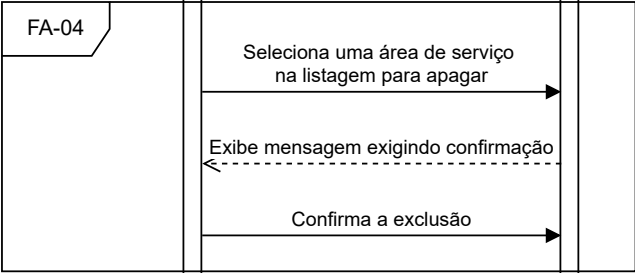 FA-04
Seleciona uma área de serviço
na listagem para apagar
Exibe mensagem exigindo confirmação
Confirma a exclusão